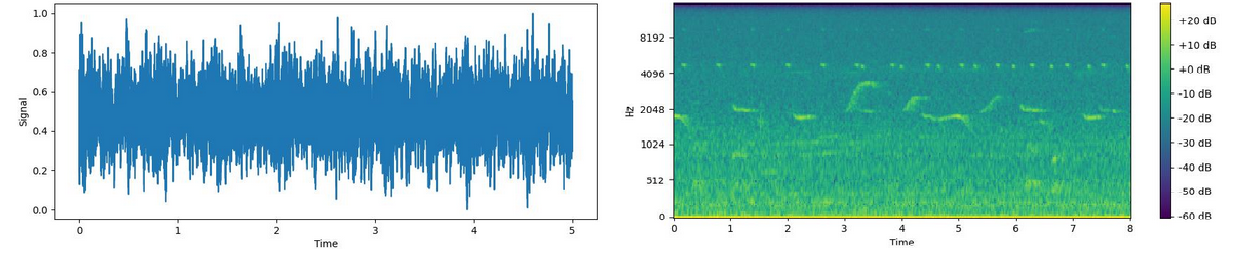 1.0
0.8
0.6
0.4
0.2
0.0
Signal
0 1 2 3 4 5
Time
8192
4096
2048
1024
512
0
Hz
0 1 2 3 4 5 6 7 8
Time
+20 dB
+10 dB
+0 dB
-10 dB
-20 dB
-30 dB
-40 dB
-50 dB
-60 dB